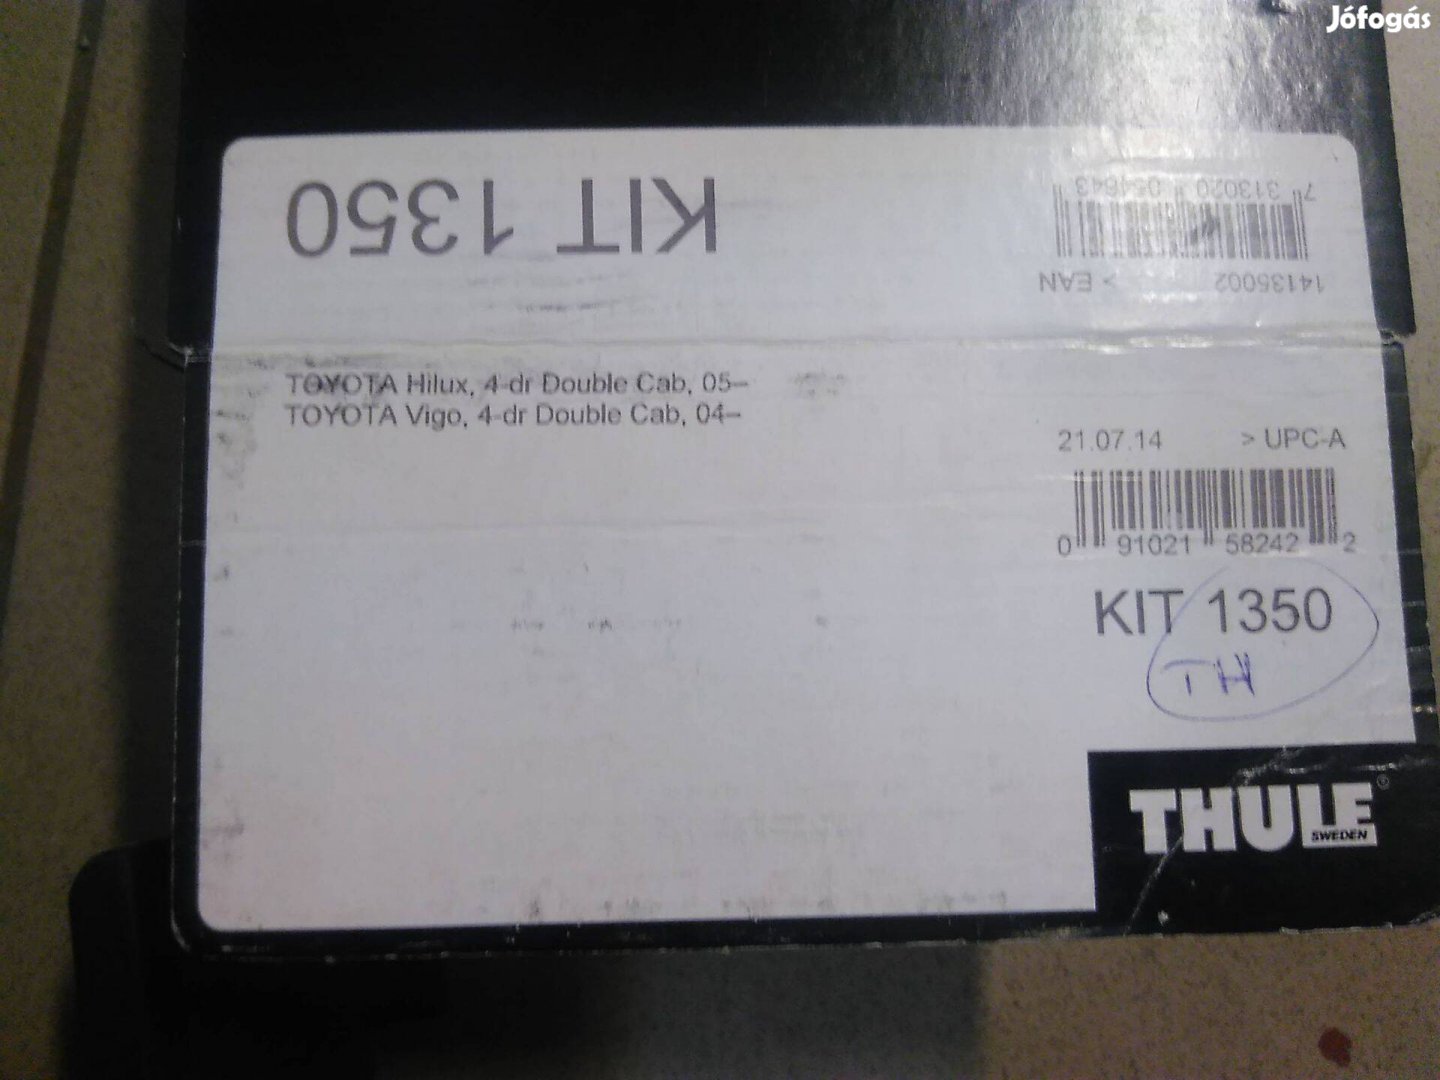 Jófogás
KIT 1350
7 313020 054643
14135002 > EAN
TOYOTA Hilux, 4-dr Double Cab, 05–
TOYOTA Vigo, 4-dr Double Cab, 04–
21.07.14 > UPC-A
0 91021 58242 2
KIT 1350
TH
THULE®
SWEDEN